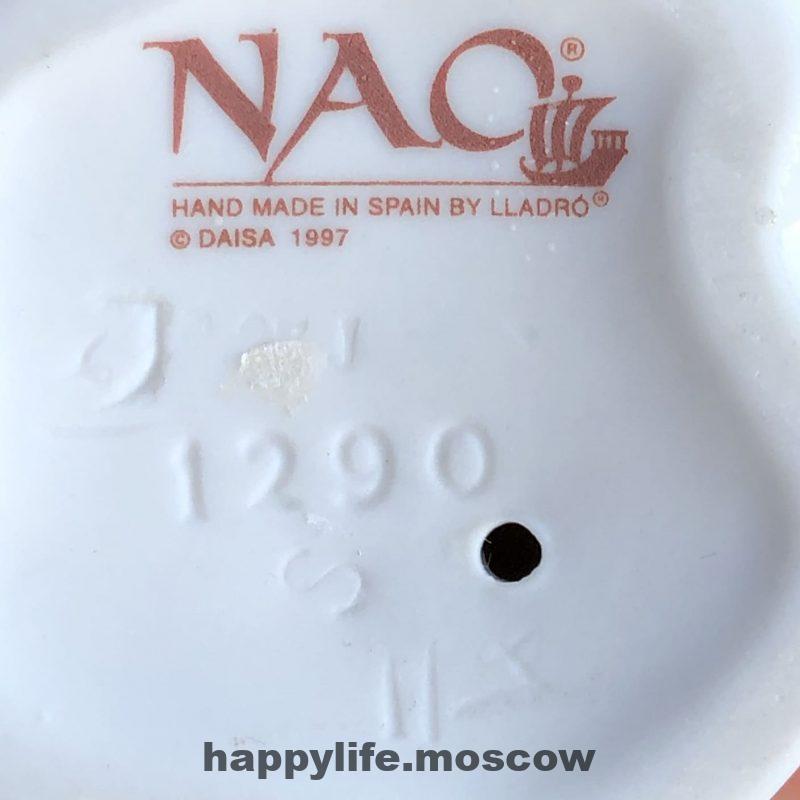 NAO®
HAND MADE IN SPAIN BY LLADRÓ®
© DAISA 1997
J
1290
S
happylife.moscow